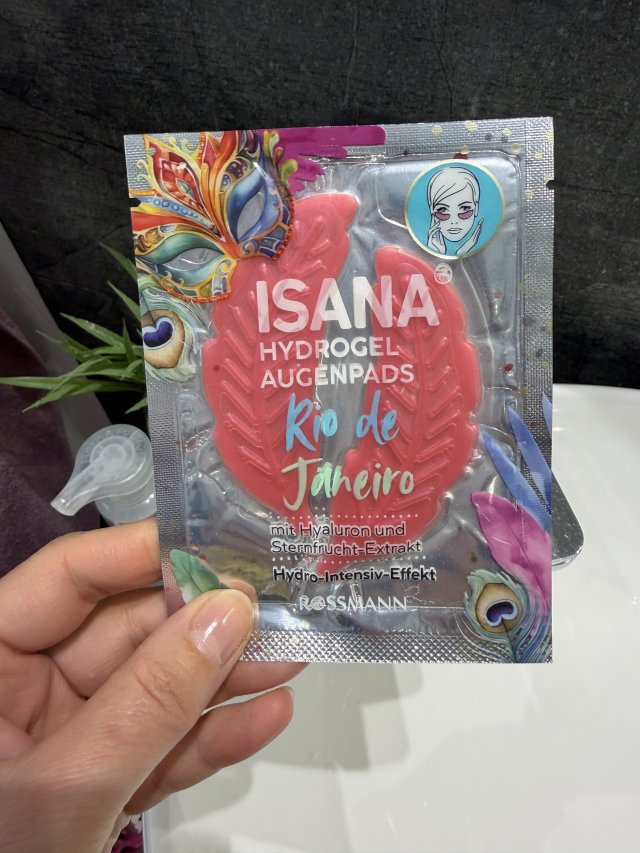 ISANA
HYDROGEL
AUGENPADS
Rio de
Janeiro
mit Hyaluron und
Sternfrucht-Extrakt
Hydro-Intensiv-Effekt
ROSSMANN